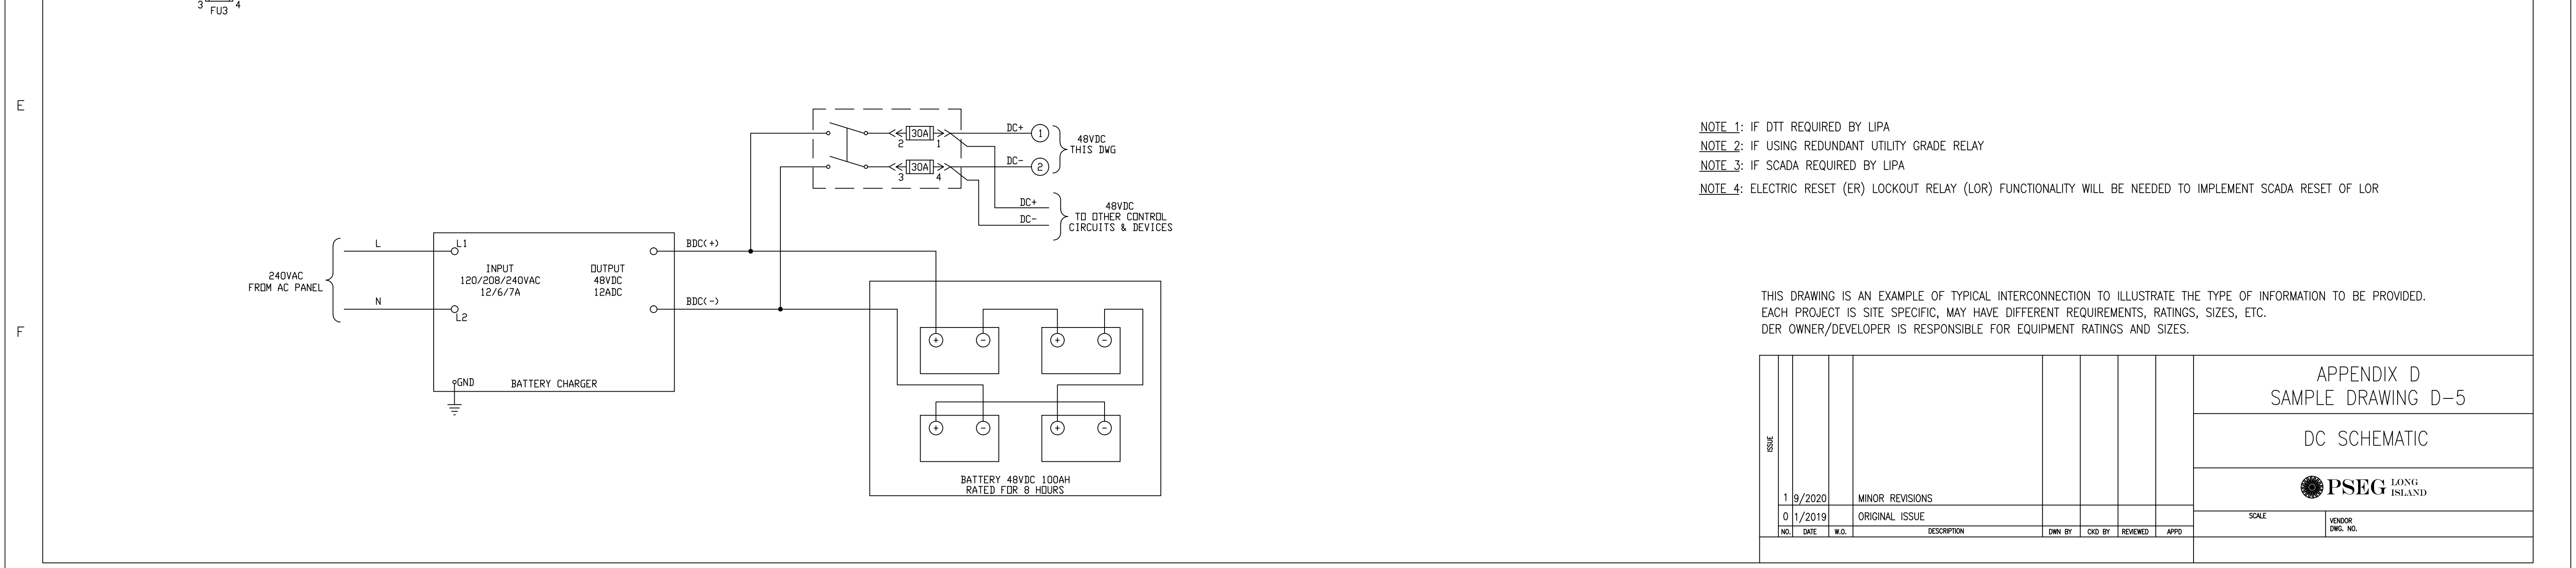 3 4
FU3
E
F
30A
2 1
30A
3 4
DC+ 1
DC- 2
48VDC
THIS DWG
DC+
DC-
48VDC
TO OTHER CONTROL
CIRCUITS & DEVICES
240VAC
FROM AC PANEL
L
N
L1
L2
INPUT
120/208/240VAC
12/6/7A
OUTPUT
48VDC
12ADC
BDC(+)
BDC(-)
GND
BATTERY CHARGER
+ - + -
+ - + -
BATTERY 48VDC 100AH
RATED FOR 8 HOURS
NOTE 1: IF DTT REQUIRED BY LIPA
NOTE 2: IF USING REDUNDANT UTILITY GRADE RELAY
NOTE 3: IF SCADA REQUIRED BY LIPA
NOTE 4: ELECTRIC RESET (ER) LOCKOUT RELAY (LOR) FUNCTIONALITY WILL BE NEEDED TO IMPLEMENT SCADA RESET OF LOR
THIS DRAWING IS AN EXAMPLE OF TYPICAL INTERCONNECTION TO ILLUSTRATE THE TYPE OF INFORMATION TO BE PROVIDED.
EACH PROJECT IS SITE SPECIFIC, MAY HAVE DIFFERENT REQUIREMENTS, RATINGS, SIZES, ETC.
DER OWNER/DEVELOPER IS RESPONSIBLE FOR EQUIPMENT RATINGS AND SIZES.
ISSUE
1 9/2020 MINOR REVISIONS
0 1/2019 ORIGINAL ISSUE
NO. DATE W.O. DESCRIPTION DWN BY CKD BY REVIEWED APPD
APPENDIX D
SAMPLE DRAWING D-5
DC SCHEMATIC
PSEG LONG
ISLAND
SCALE
VENDOR
DWG. NO.